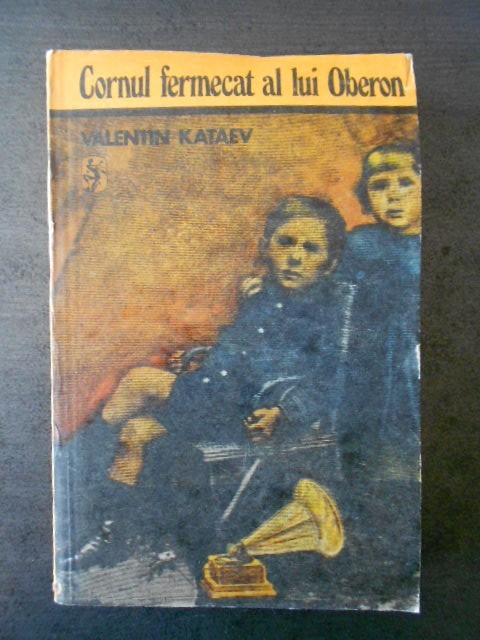 Cornul fermecat al lui Oberon
VALENTIN KATAEV